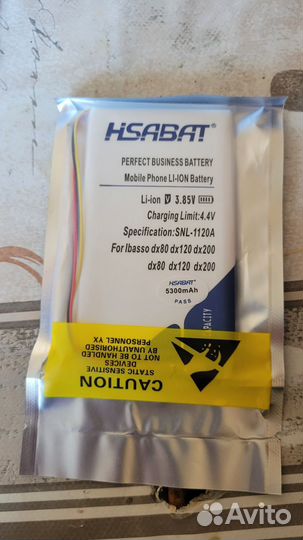 HSABAT
PERFECT BUSINESS BATTERY
Mobile Phone LI-ION Battery
Li-ion 3.85V
Charging Limit:4.4V
Specification:SNL-1120A
For Ibasso dx80 dx120 dx200
dx80 dx120 dx200
HSABAT
5300mAh
PASS
PACITY
CAUTION
STATIC SENSITIVE
DEVICES
NOT TO BE HANDLED
BY UNAUTHORISED
PERSONNEL YX
Avito